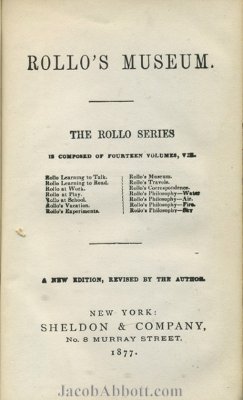 ROLLO'S MUSEUM.
THE ROLLO SERIES
IS COMPOSED OF FOURTEEN VOLUMES, VIZ.
Rollo Learning to Talk.
Rollo Learning to Read.
Rollo at Work.
Rollo at Play.
Rollo at School.
Rollo's Vacation.
Rollo's Experiments.
Rollo's Museum.
Rollo's Travels.
Rollo's Correspondence.
Rollo's Philosophy—Water
Rollo's Philosophy—Air.
Rollo's Philosophy—Fire.
Rollo's Philosophy—Sky
A NEW EDITION, REVISED BY THE AUTHOR.
NEW YORK:
SHELDON & COMPANY,
No. 8 MURRAY STREET.
1877.
JacobAbbott.com